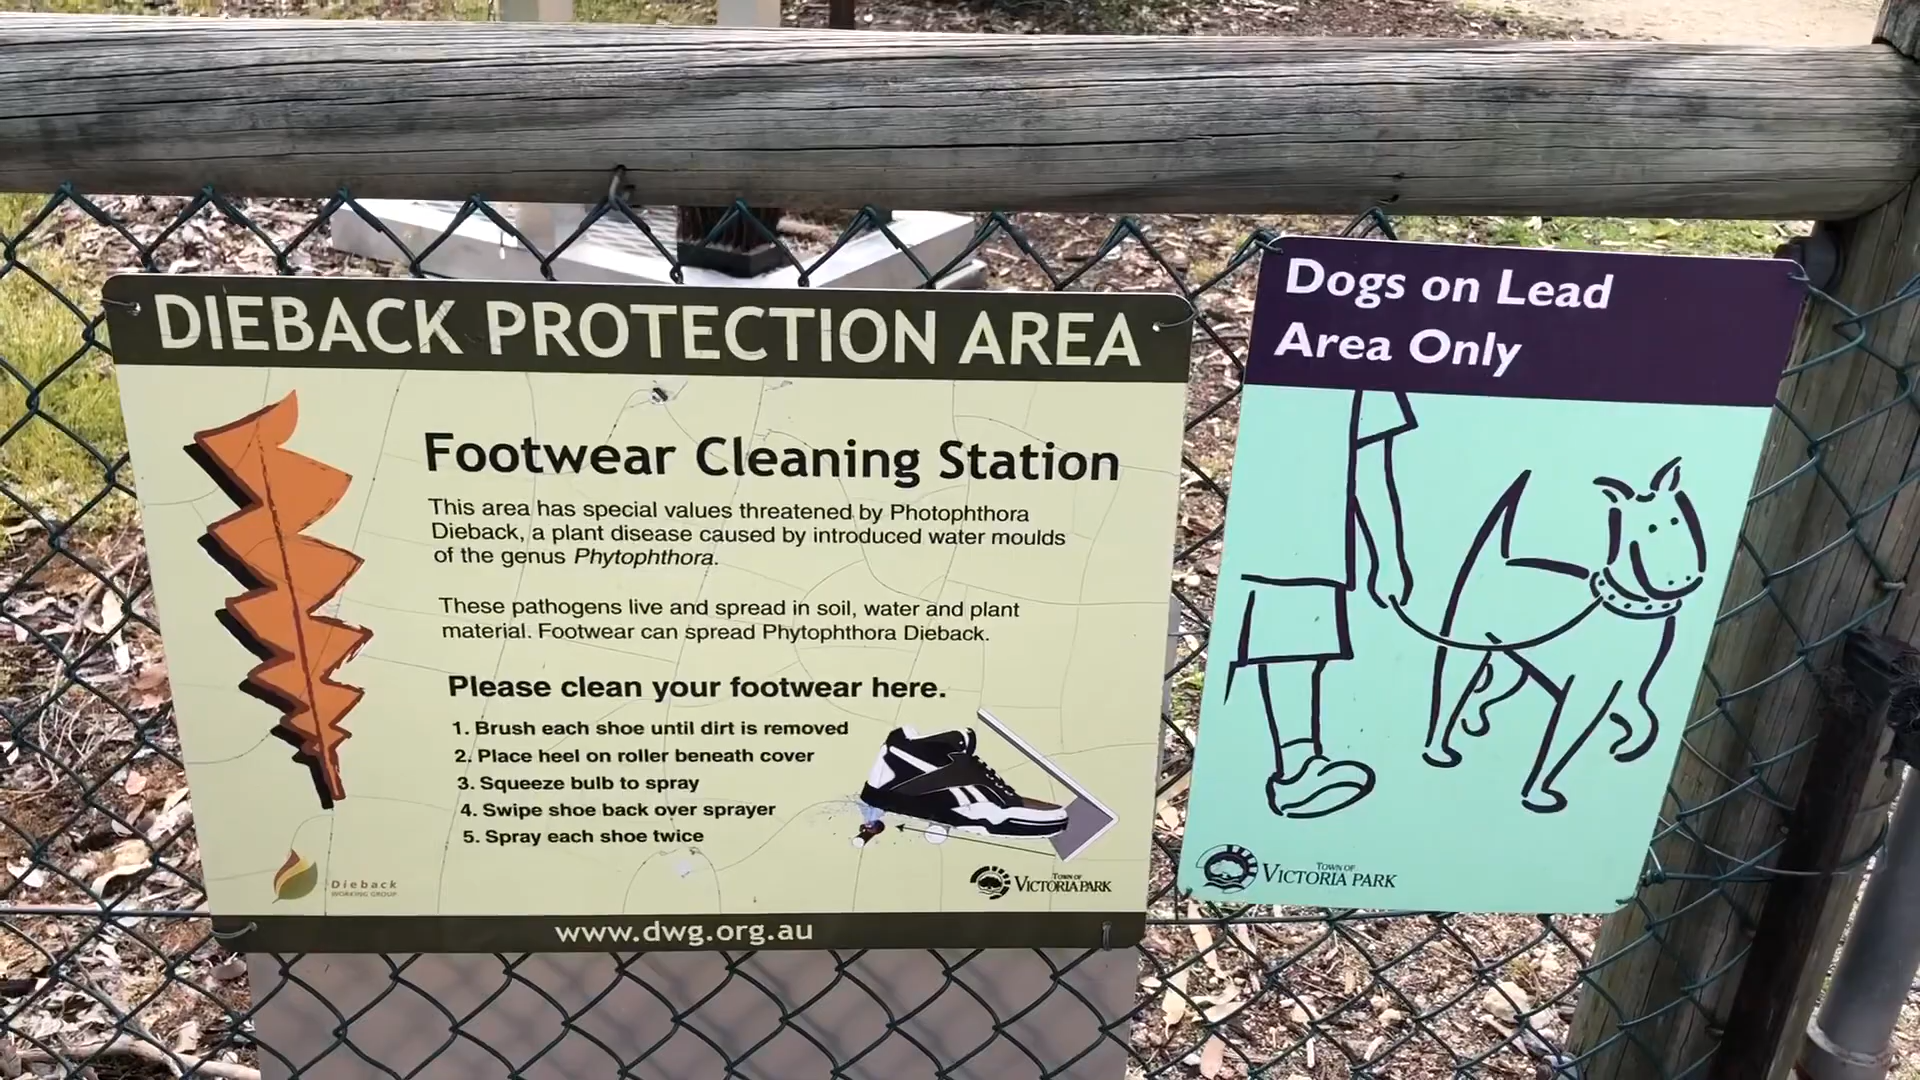 DIEBACK PROTECTION AREA
Footwear Cleaning Station
This area has special values threatened by Photophthora
Dieback, a plant disease caused by introduced water moulds
of the genus Phytophthora.
These pathogens live and spread in soil, water and plant
material. Footwear can spread Phytophthora Dieback.
Please clean your footwear here.
1. Brush each shoe until dirt is removed
2. Place heel on roller beneath cover
3. Squeeze bulb to spray
4. Swipe shoe back over sprayer
5. Spray each shoe twice
Dieback
WORKING GROUP
TOWN OF
VICTORIA PARK
www.dwg.org.au
Dogs on Lead
Area Only
TOWN OF
VICTORIA PARK